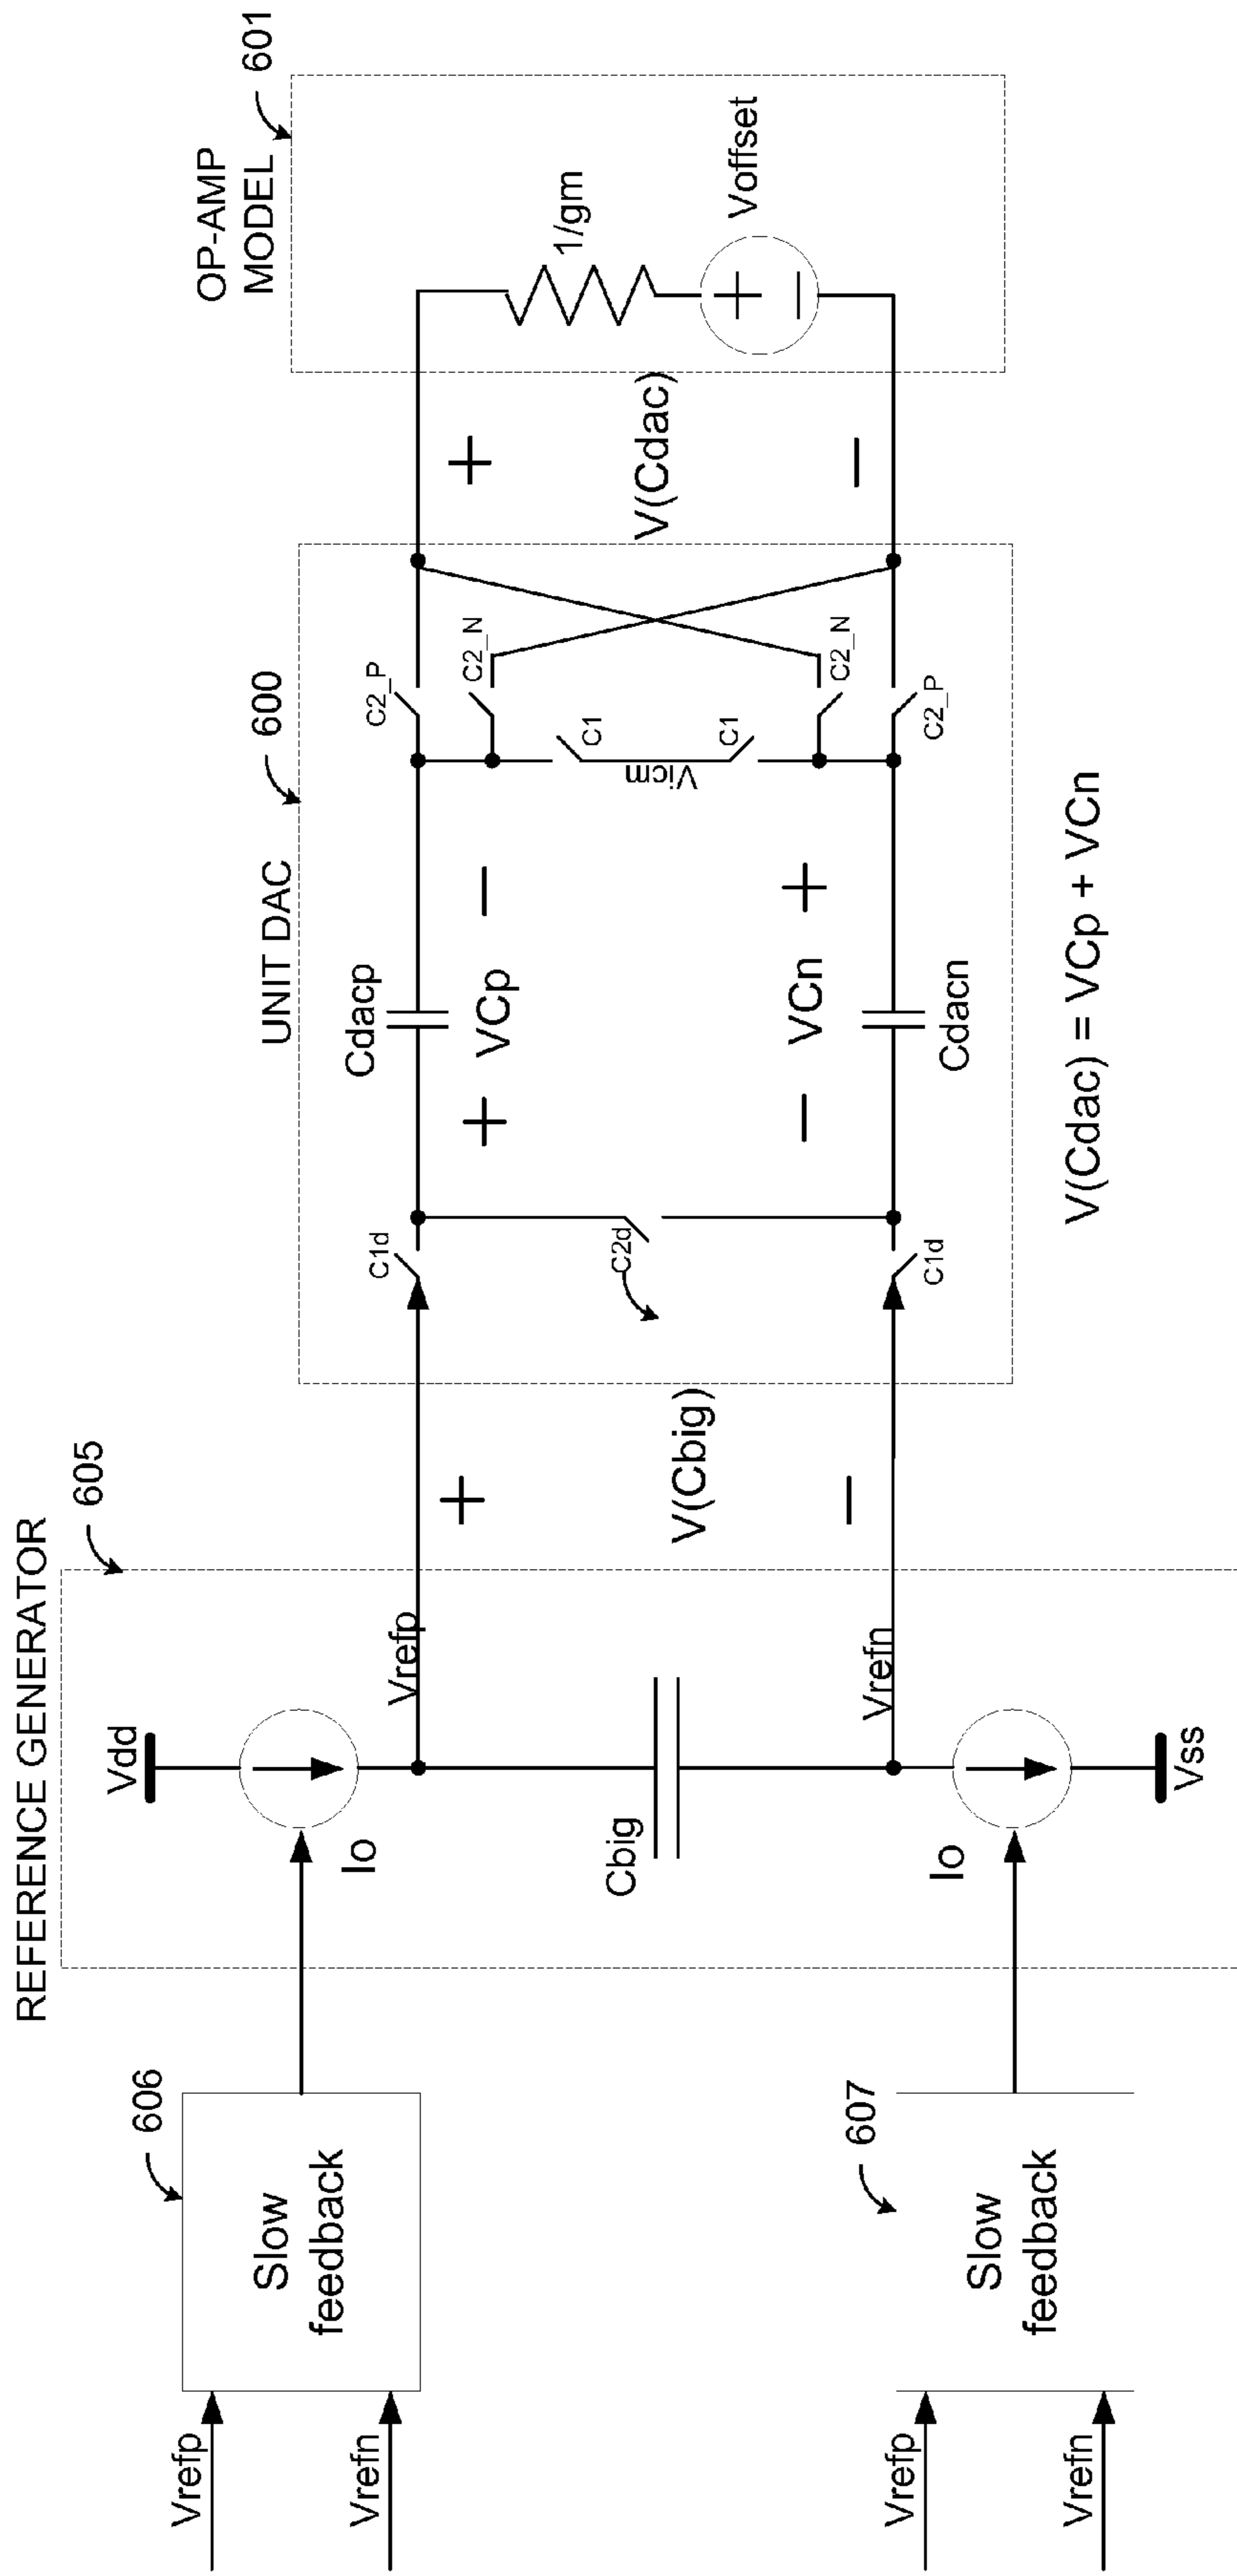 REFERENCE GENERATOR
605
UNIT DAC
600
OP-AMP
MODEL
601
Vrefp
Vrefn
606
Slow
feedback
Vdd
Io
Vrefp
Cbig
Vrefn
Io
Vss
+
V(Cbig)
−
C1d
C2d
C1d
Cdacp
+ VCp −
− VCn +
Cdacn
C2_P
C2_N
C1
Vicm
C1
C2_N
C2_P
+
V(Cdac)
−
1/gm
+
−
Voffset
Vrefp
Vrefn
607
Slow
feedback
V(Cdac) = VCp + VCn